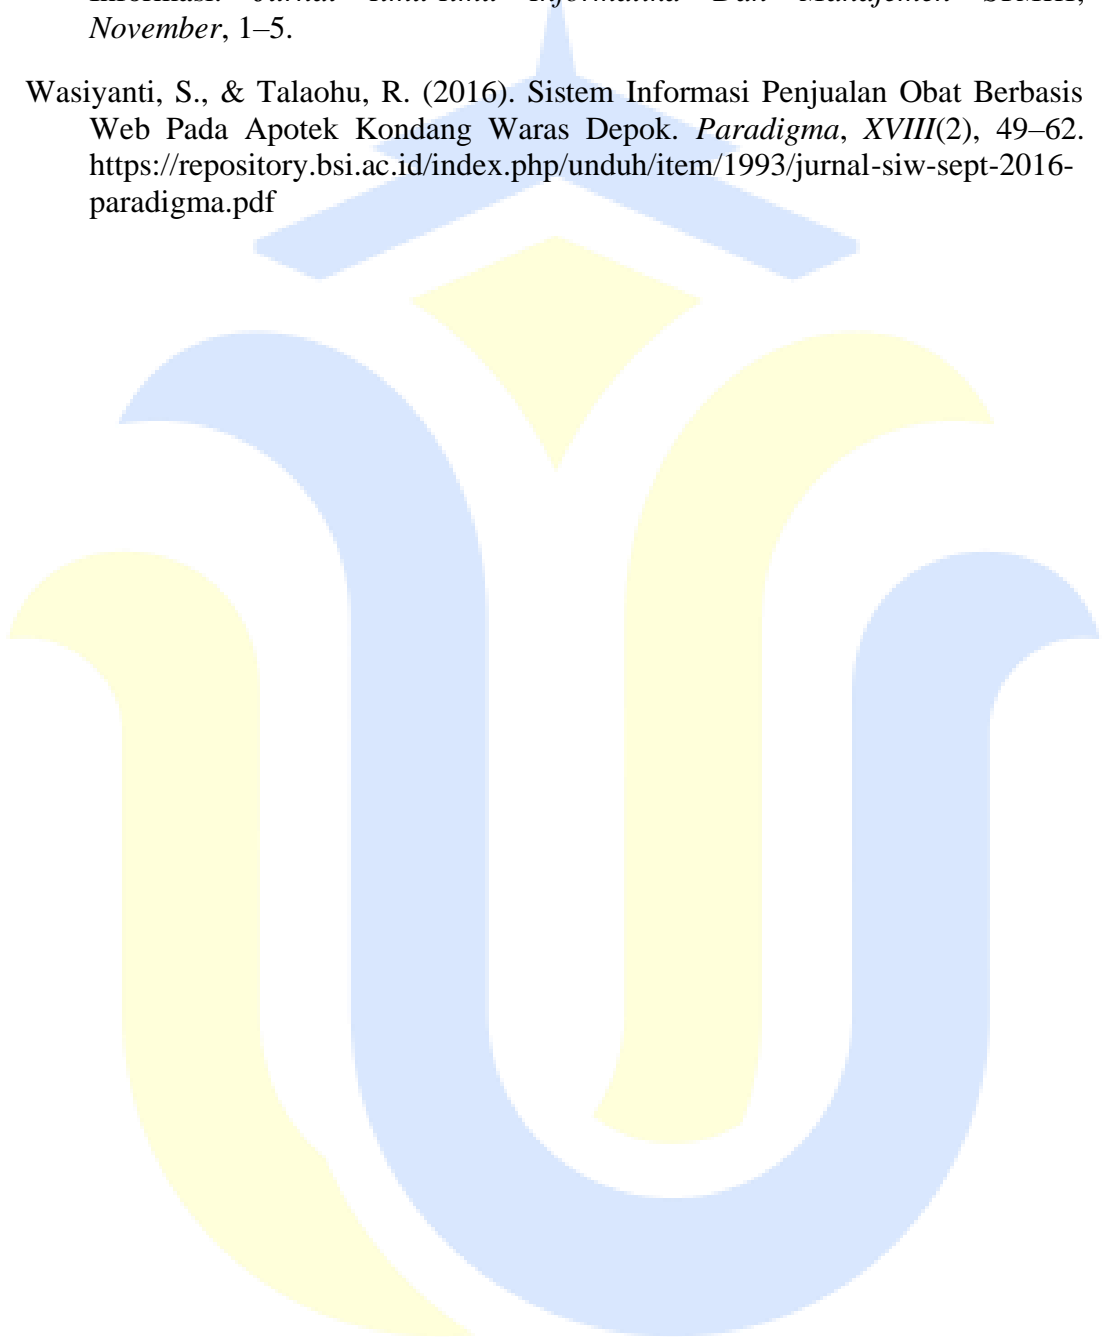 Informasi. Jurnal Ilmu-ilmu Informatika Dan Manajemen STMIK,
November, 1–5.
Wasiyanti, S., & Talaohu, R. (2016). Sistem Informasi Penjualan Obat Berbasis
Web Pada Apotek Kondang Waras Depok. Paradigma, XVIII(2), 49–62.
https://repository.bsi.ac.id/index.php/unduh/item/1993/jurnal-siw-sept-2016-
paradigma.pdf